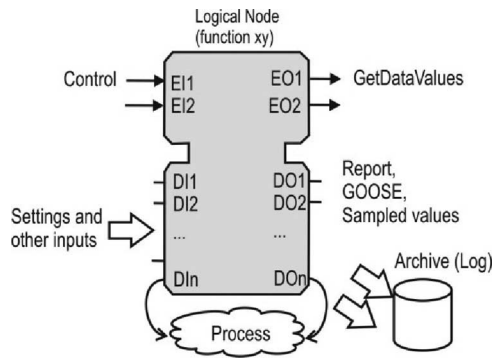 Logical Node
(function xy)
Control
EI1
EO1
GetDataValues
EI2
EO2
DI1
DO1
Report,
DI2
DO2
GOOSE,
Sampled values
Settings and
other inputs
...
...
Archive (Log)
DIn
DOn
Process